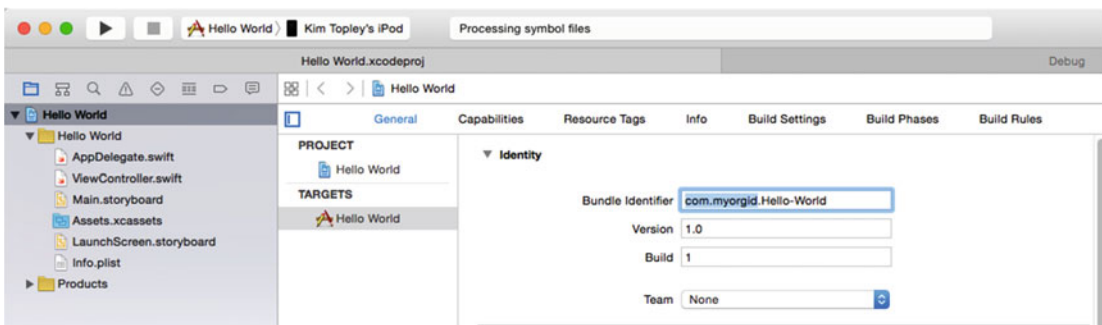 Hello World Kim Topley's iPod Processing symbol files
Hello World.xcodeproj Debug
Hello World
Hello World
Hello World
AppDelegate.swift
ViewController.swift
Main.storyboard
Assets.xcassets
LaunchScreen.storyboard
Info.plist
Products
General Capabilities Resource Tags Info Build Settings Build Phases Build Rules
PROJECT
Hello World
TARGETS
Hello World
Identity
Bundle Identifier com.myorgid.Hello-World
Version 1.0
Build 1
Team None